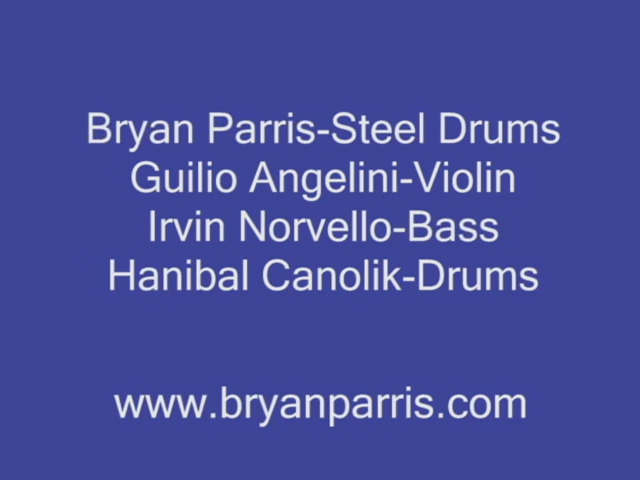 Bryan Parris-Steel Drums
Guilio Angelini-Violin
Irvin Norvello-Bass
Hanibal Canolik-Drums
www.bryanparris.com